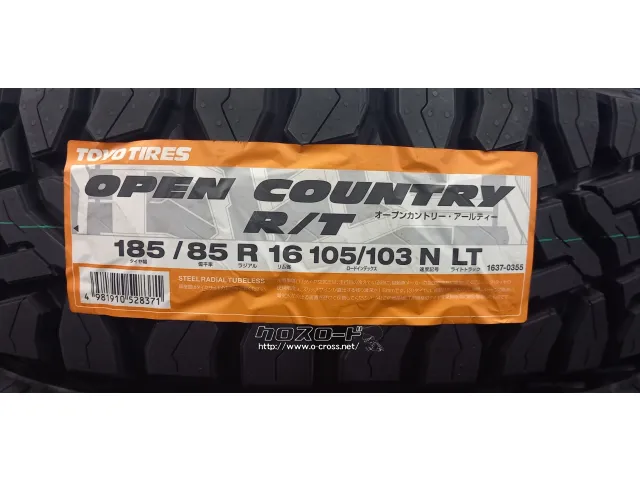 TOYO TIRES
OPEN COUNTRY
R/T オープンカントリー・アールティー
185 / 85 R 16 105/103 N LT
タイヤ幅 偏平率 ラジアル リム径 ロードインデックス 速度記号 ライトトラック 1637-0355
STEEL RADIAL TUBELESS
4 981910 528371
クロスロード
http://www.o-cross.net/